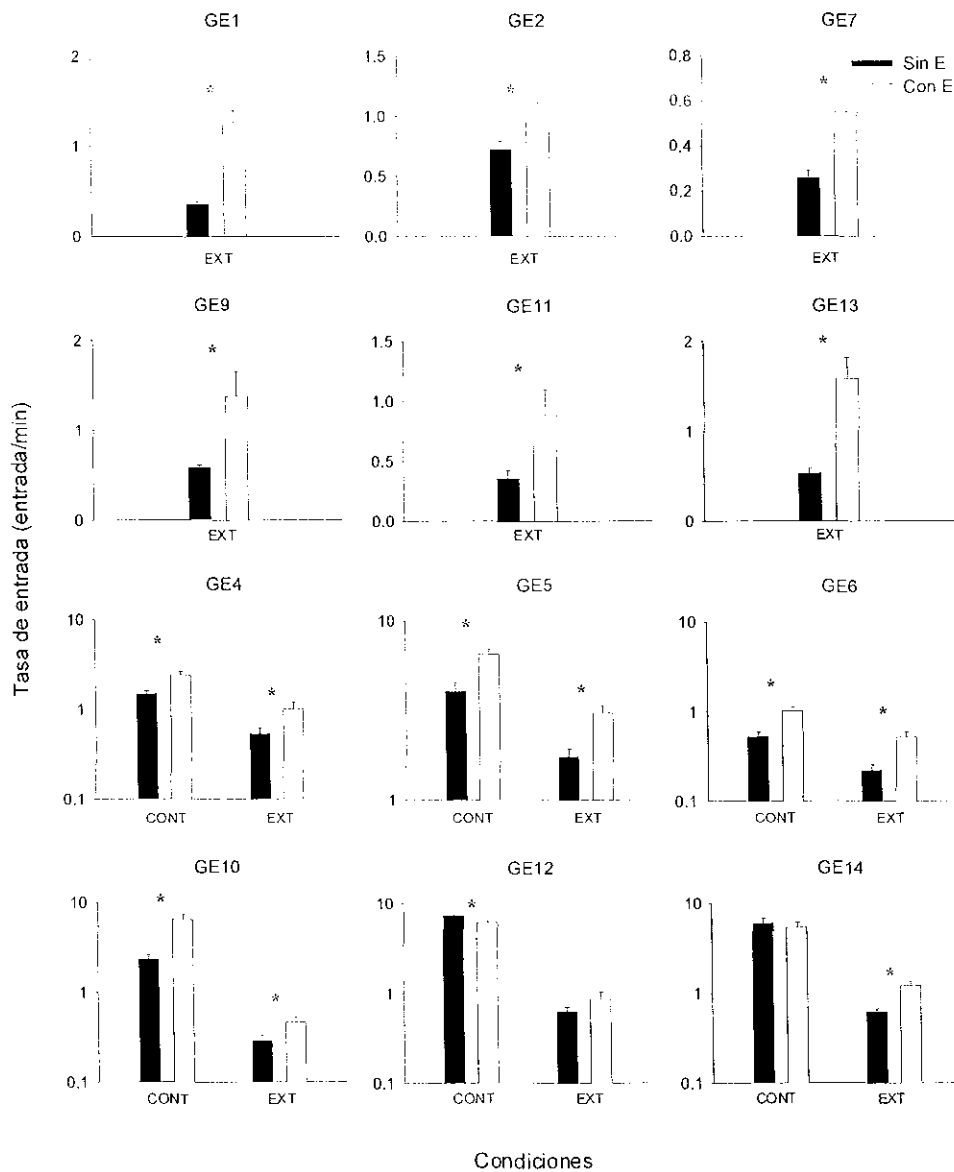 GE1 GE2 GE7
Sin E
Con E
2 1.5 0.8
* * *
0.6
1 1.0
0.4
0.5
0.2
0 0.0 0.0
EXT EXT EXT
GE9 GE11 GE13
2 1.5 2
* * *
1.0
1 1
0.5
0 0.0 0
EXT EXT EXT
Tasa de entrada (entrada/min)
GE4 GE5 GE6
10 10 10
* * *
* * *
1 1
0.1 1 0.1
CONT EXT CONT EXT CONT EXT
GE10 GE12 GE14
10 10 10
* *
* *
1 1 1
0.1 0.1 0.1
CONT EXT CONT EXT CONT EXT
Condiciones